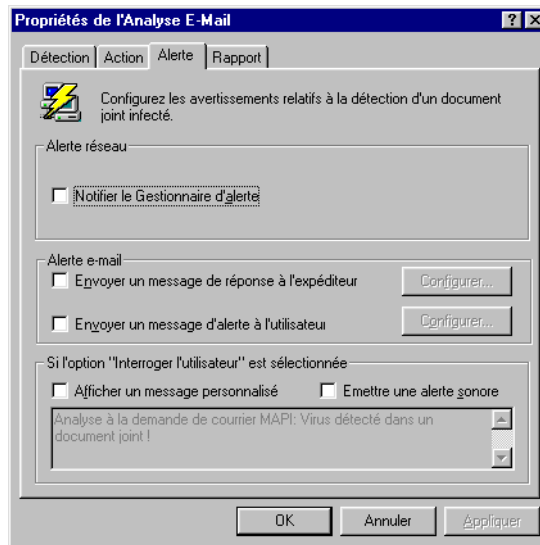 Propriétés de l'Analyse E-Mail
Détection Action Alerte Rapport
Configurez les avertissements relatifs à la détection d'un document
joint infecté.
Alerte réseau
Notifier le Gestionnaire d'alerte
Alerte e-mail
Envoyer un message de réponse à l'expéditeur Configurer...
Envoyer un message d'alerte à l'utilisateur Configurer...
Si l'option "Interroger l'utilisateur" est sélectionnée
Afficher un message personnalisé Emettre une alerte sonore
Analyse à la demande de courrier MAPI: Virus détecté dans un
document joint !
OK Annuler Appliquer